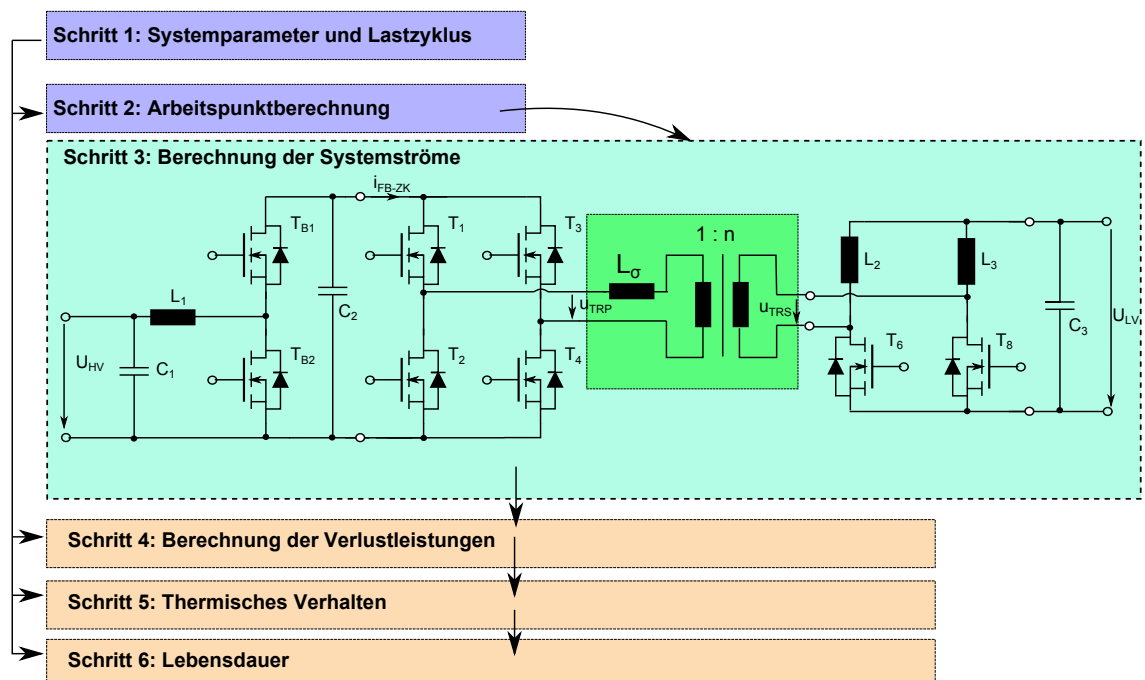 Schritt 1: Systemparameter und Lastzyklus
Schritt 2: Arbeitspunktberechnung
Schritt 3: Berechnung der Systemströme
i_FB-ZK
T_B1
T_1
T_3
1 : n
L_σ
L_2
L_3
L_1
C_2
u_TRP
u_TRS
C_3
U_LV
U_HV
C_1
T_B2
T_2
T_4
T_6
T_8
Schritt 4: Berechnung der Verlustleistungen
Schritt 5: Thermisches Verhalten
Schritt 6: Lebensdauer